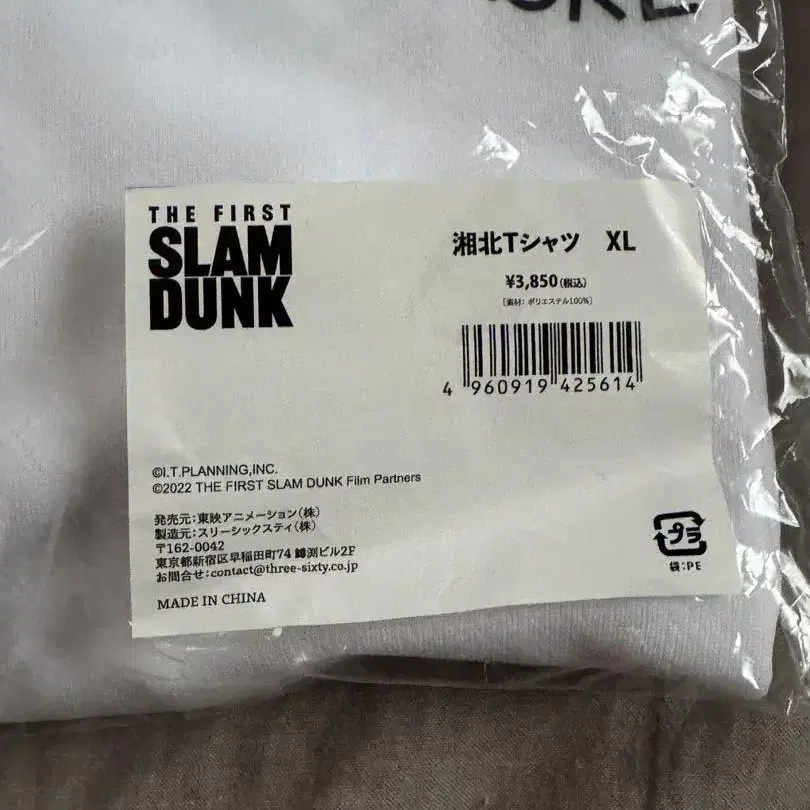 THE FIRST
SLAM
DUNK
湘北Tシャツ XL
¥3,850(税込)
[素材: ポリエステル100%]
4 960919 425614
©I.T.PLANNING,INC.
©2022 THE FIRST SLAM DUNK Film Partners
発売元:東映アニメーション(株)
製造元:スリーシックスティ(株)
〒162-0042
東京都新宿区早稲田町74 渕ビル2F
お問合せ:contact@three-sixty.co.jp
MADE IN CHINA
プラ
袋:PE